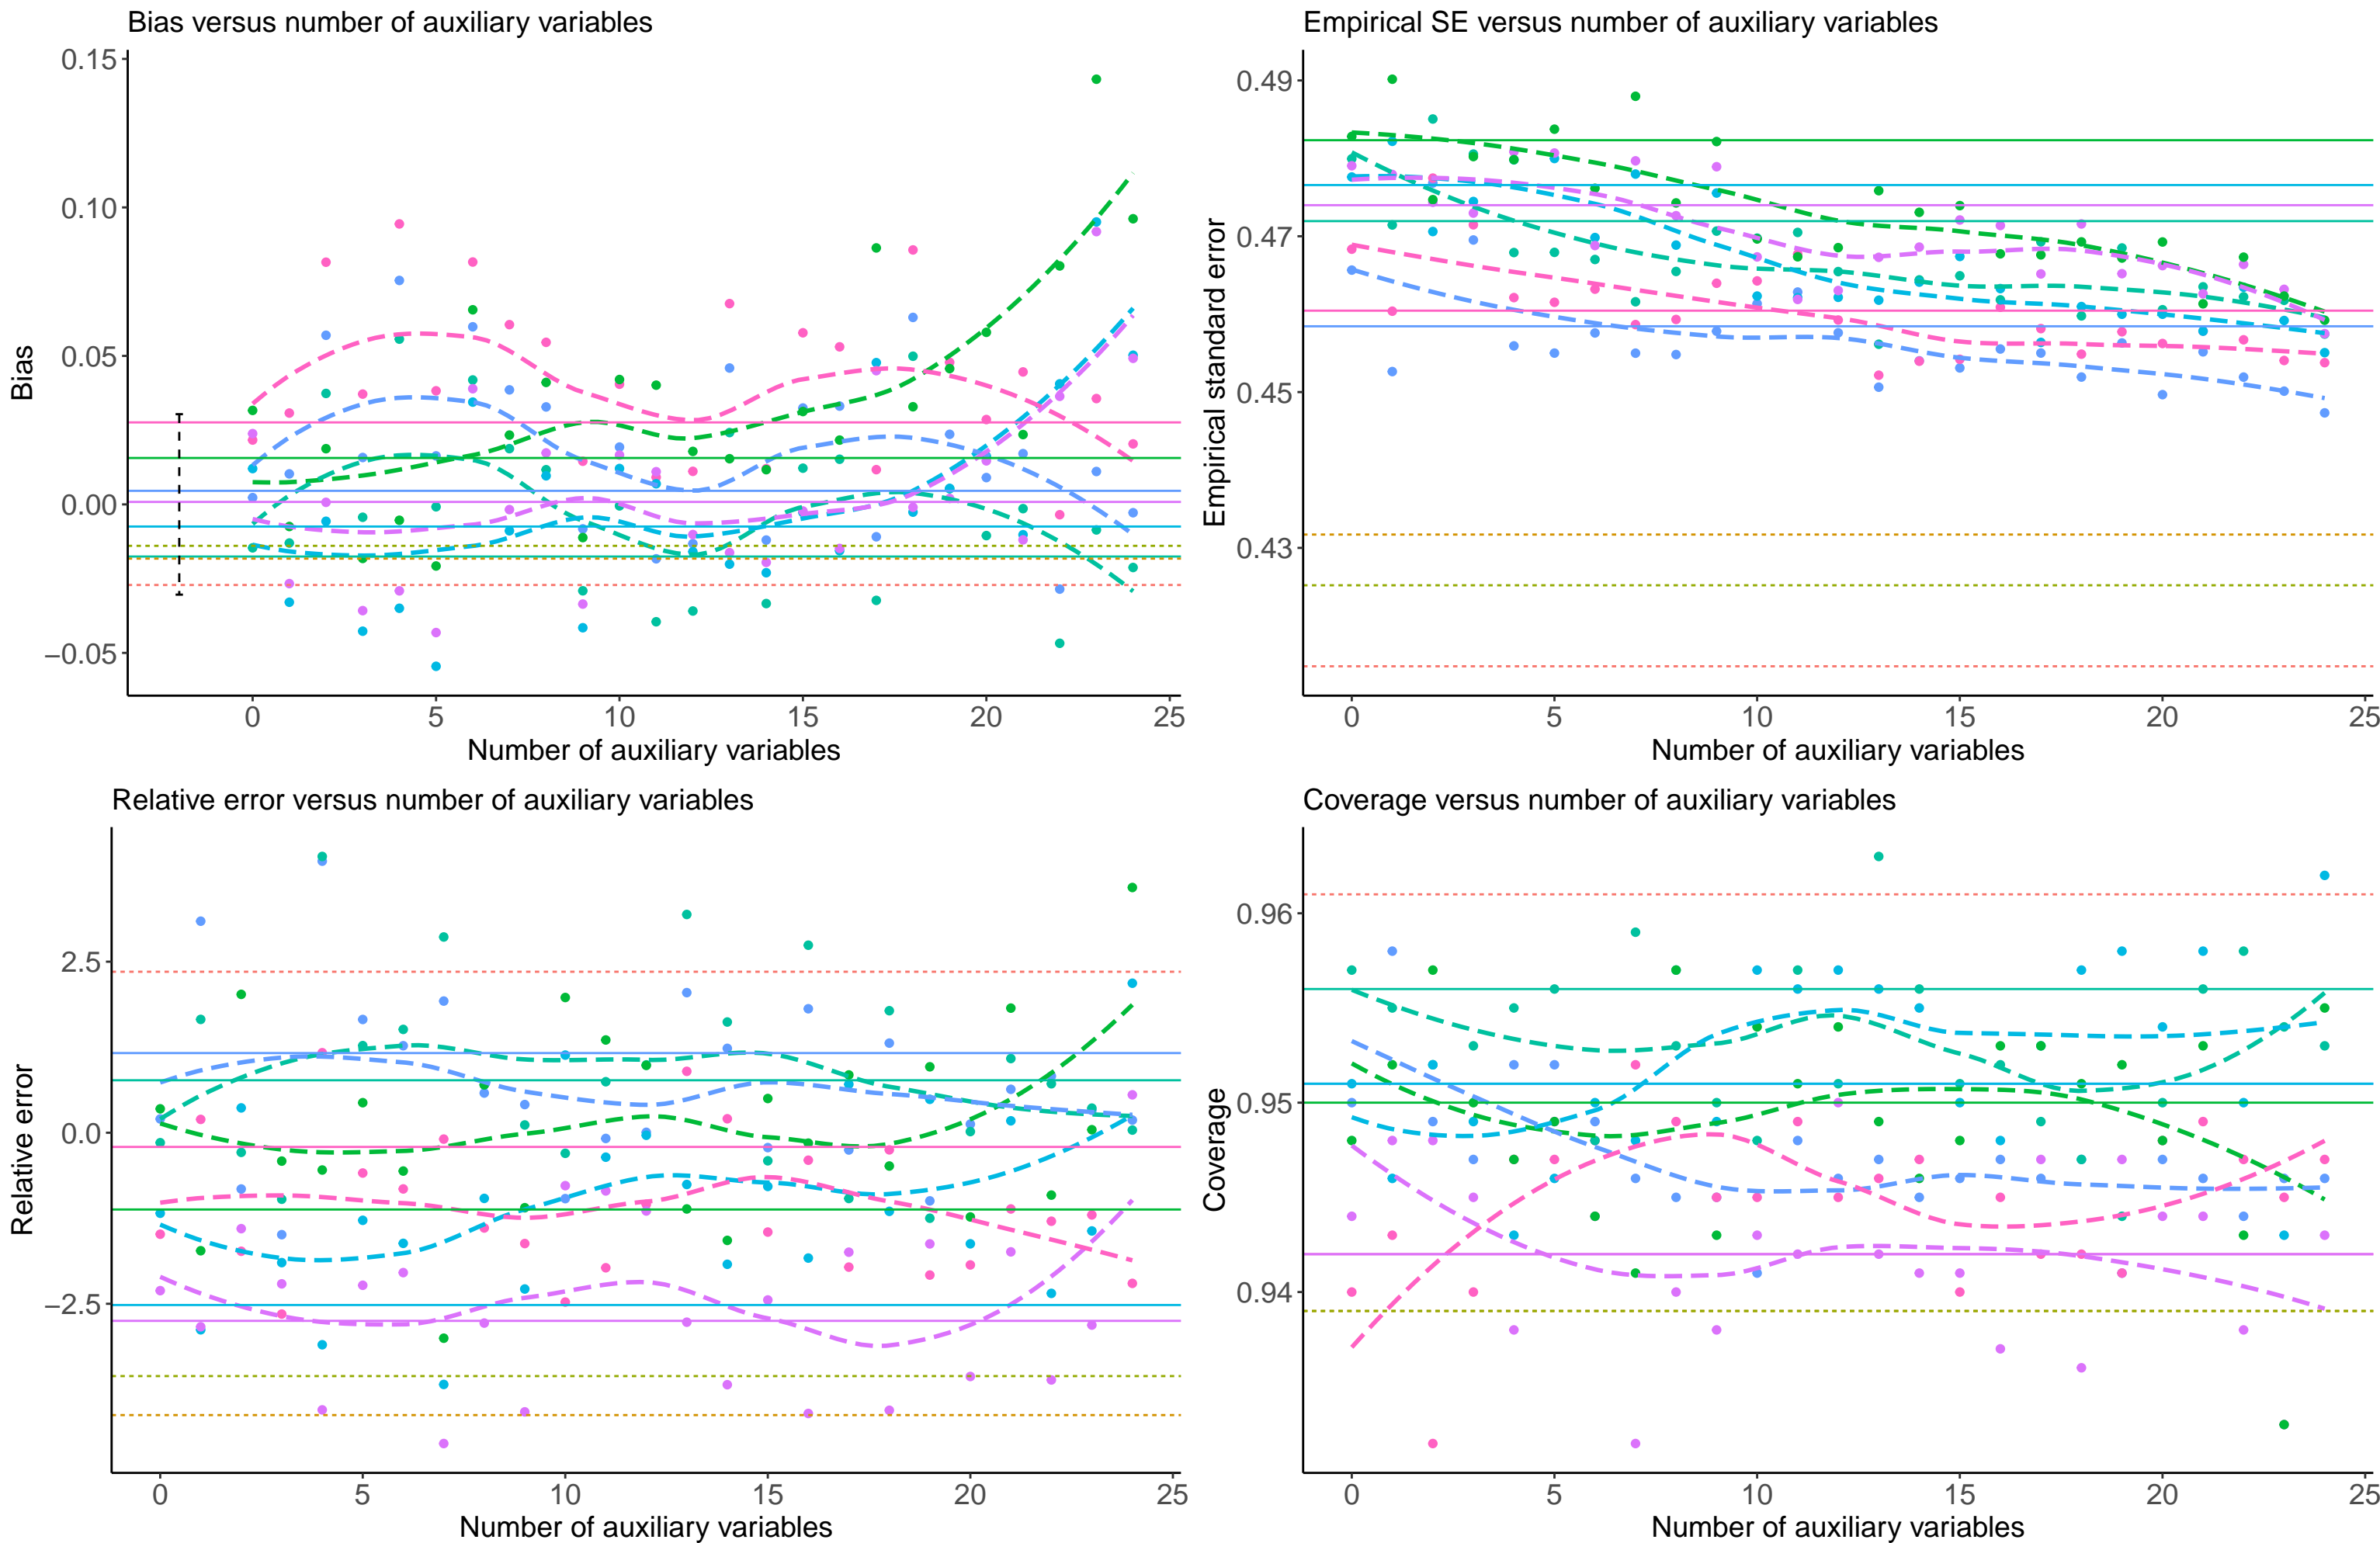 Bias versus number of auxiliary variables
0.15
0.10
0.05
0.00
−0.05
Bias
0 5 10 15 20 25
Number of auxiliary variables
Empirical SE versus number of auxiliary variables
0.49
0.47
0.45
0.43
Empirical standard error
0 5 10 15 20 25
Number of auxiliary variables
Relative error versus number of auxiliary variables
2.5
0.0
−2.5
Relative error
0 5 10 15 20 25
Number of auxiliary variables
Coverage versus number of auxiliary variables
0.96
0.95
0.94
Coverage
0 5 10 15 20 25
Number of auxiliary variables